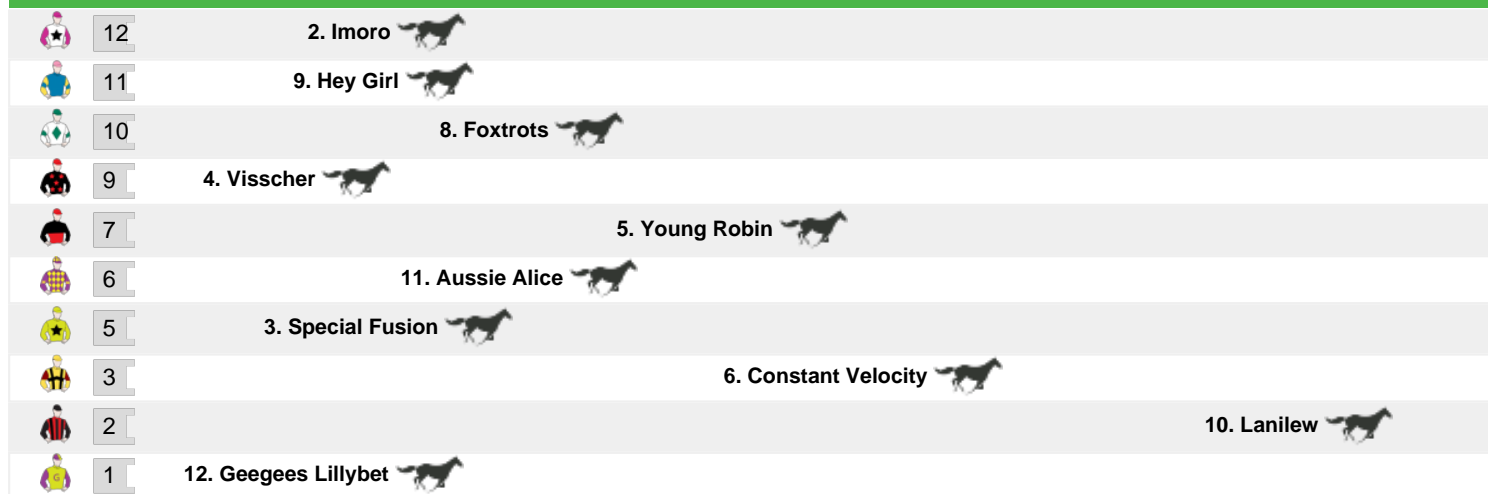 12 2. Imoro
11 9. Hey Girl
10 8. Foxtrots
9 4. Visscher
7 5. Young Robin
6 11. Aussie Alice
5 3. Special Fusion
3 6. Constant Velocity
2 10. Lanilew
G 1 12. Geegees Lillybet